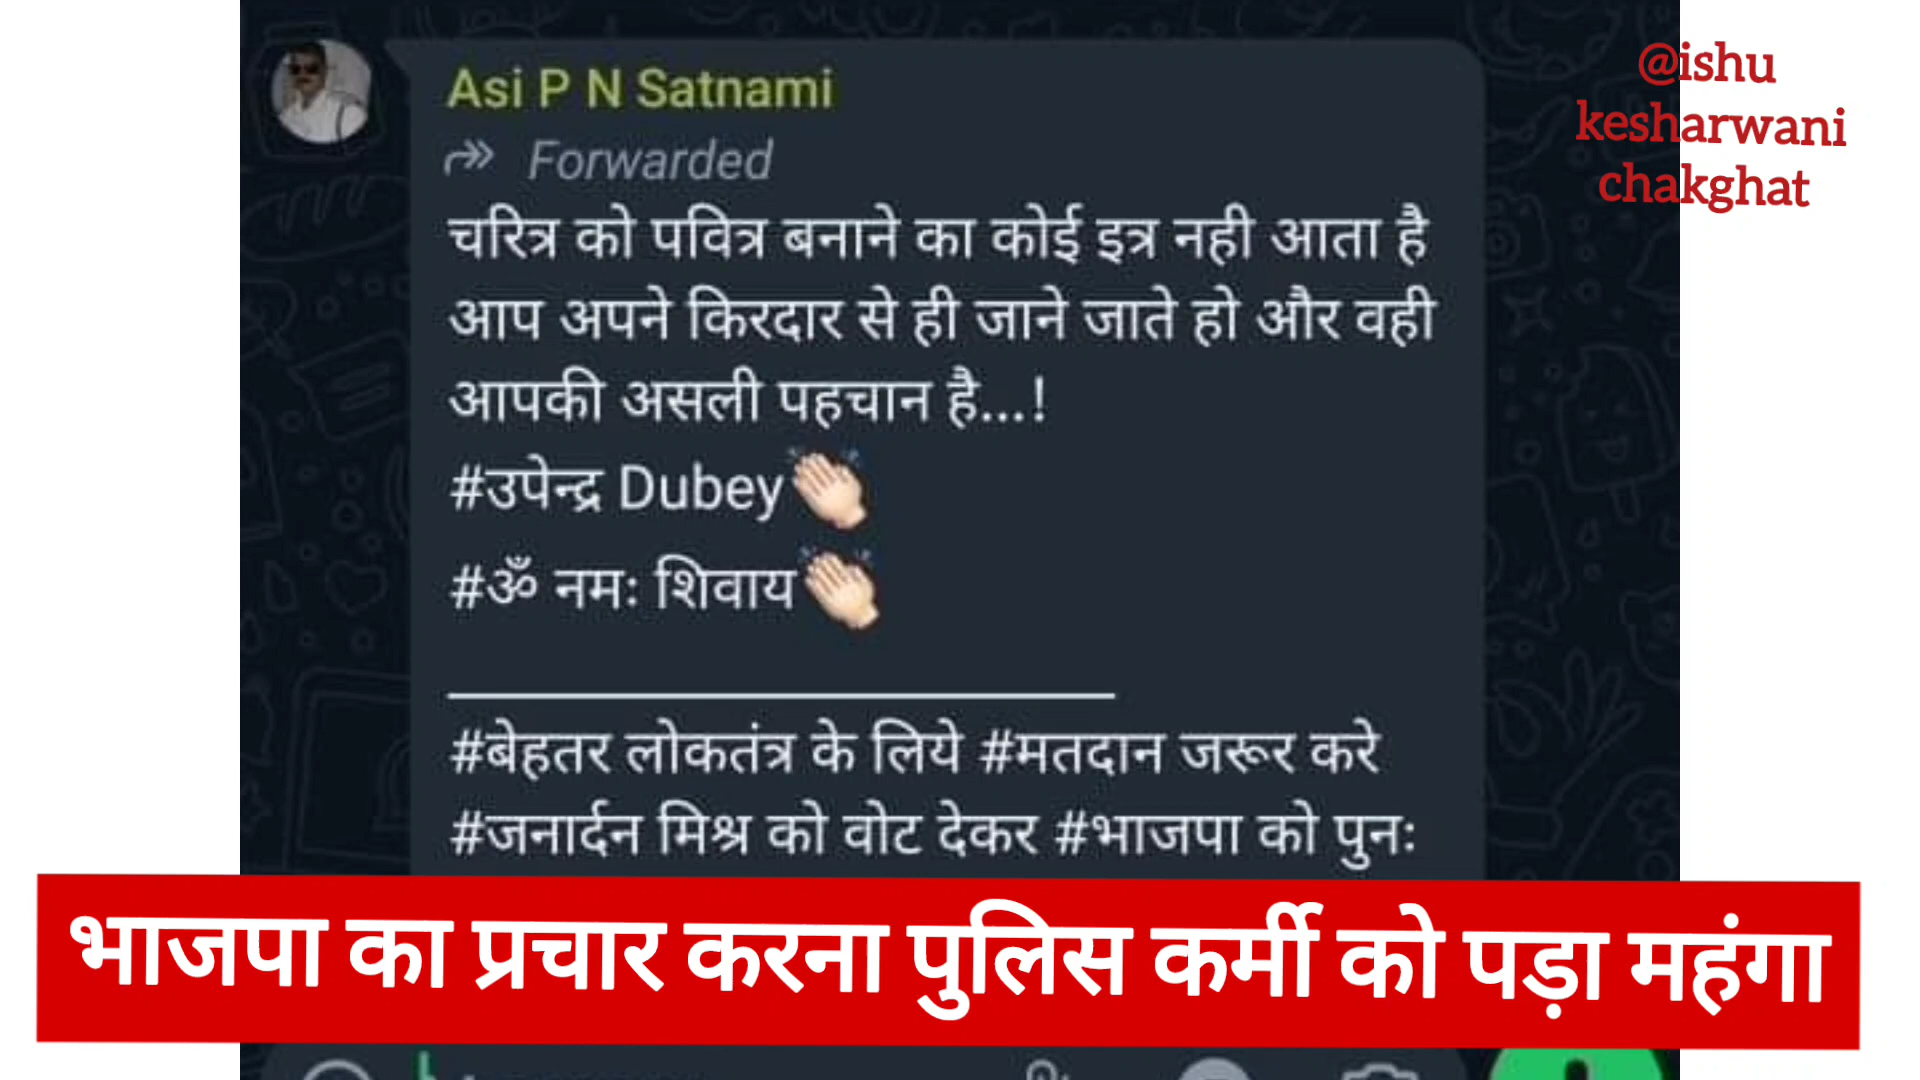 Asi P N Satnami
Forwarded
चरित्र को पवित्र बनाने का कोई इत्र नही आता है
आप अपने किरदार से ही जाने जाते हो और वही
आपकी असली पहचान है...!
#उपेन्द्र Dubey👏🏻
#ॐ नमः शिवाय👏🏻
#बेहतर लोकतंत्र के लिये #मतदान जरूर करे
#जनार्दन मिश्र को वोट देकर #भाजपा को पुनः
भाजपा का प्रचार करना पुलिस कर्मी को पड़ा महंगा
@ishu
kesharwani
chakghat